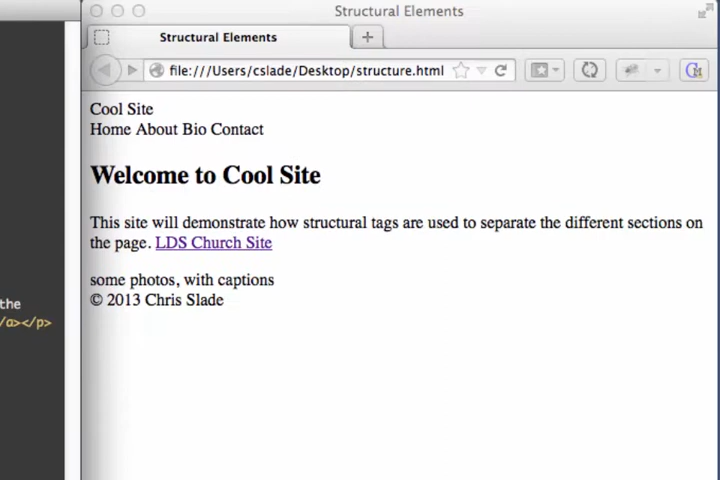 Structural Elements
Structural Elements
file:///Users/cslade/Desktop/structure.html
Cool Site
Home About Bio Contact
Welcome to Cool Site
This site will demonstrate how structural tags are used to separate the different sections on
the page. LDS Church Site
some photos, with captions
© 2013 Chris Slade
the
/a></p>